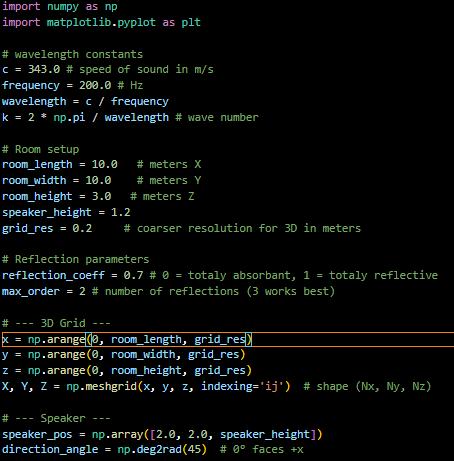 import numpy as np
import matplotlib.pyplot as plt
# wavelength constants
c = 343.0 # speed of sound in m/s
frequency = 200.0 # Hz
wavelength = c / frequency
k = 2 * np.pi / wavelength # wave number
# Room setup
room_length = 10.0   # meters X
room_width = 10.0    # meters Y
room_height = 3.0   # meters Z
speaker_height = 1.2
grid_res = 0.2      # coarser resolution for 3D in meters
# Reflection parameters
reflection_coeff = 0.7 # 0 = totaly absorbant, 1 = totaly reflective
max_order = 2 # number of reflections (3 works best)
# --- 3D Grid ---
x = np.arange(0, room_length, grid_res)
y = np.arange(0, room_width, grid_res)
z = np.arange(0, room_height, grid_res)
X, Y, Z = np.meshgrid(x, y, z, indexing='ij')  # shape (Nx, Ny, Nz)
# --- Speaker ---
speaker_pos = np.array([2.0, 2.0, speaker_height])
direction_angle = np.deg2rad(45)  # 0° faces +x